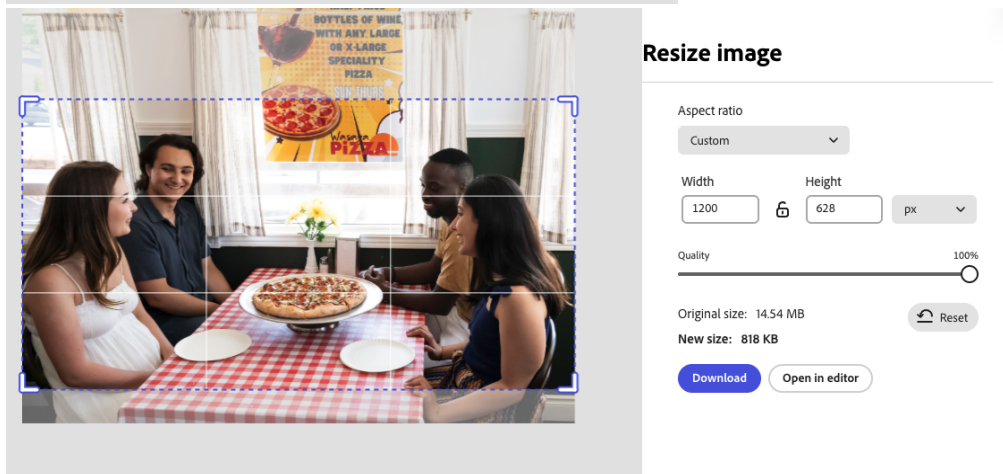 BOTTLES OF WINE
WITH ANY LARGE
OR X-LARGE
SPECIALITY
PIZZA
SUN-THURS
PIZZA
Resize image
Aspect ratio
Custom
Width
Height
1200
628
px
Quality
100%
Original size: 14.54 MB
Reset
New size: 818 KB
Download
Open in editor